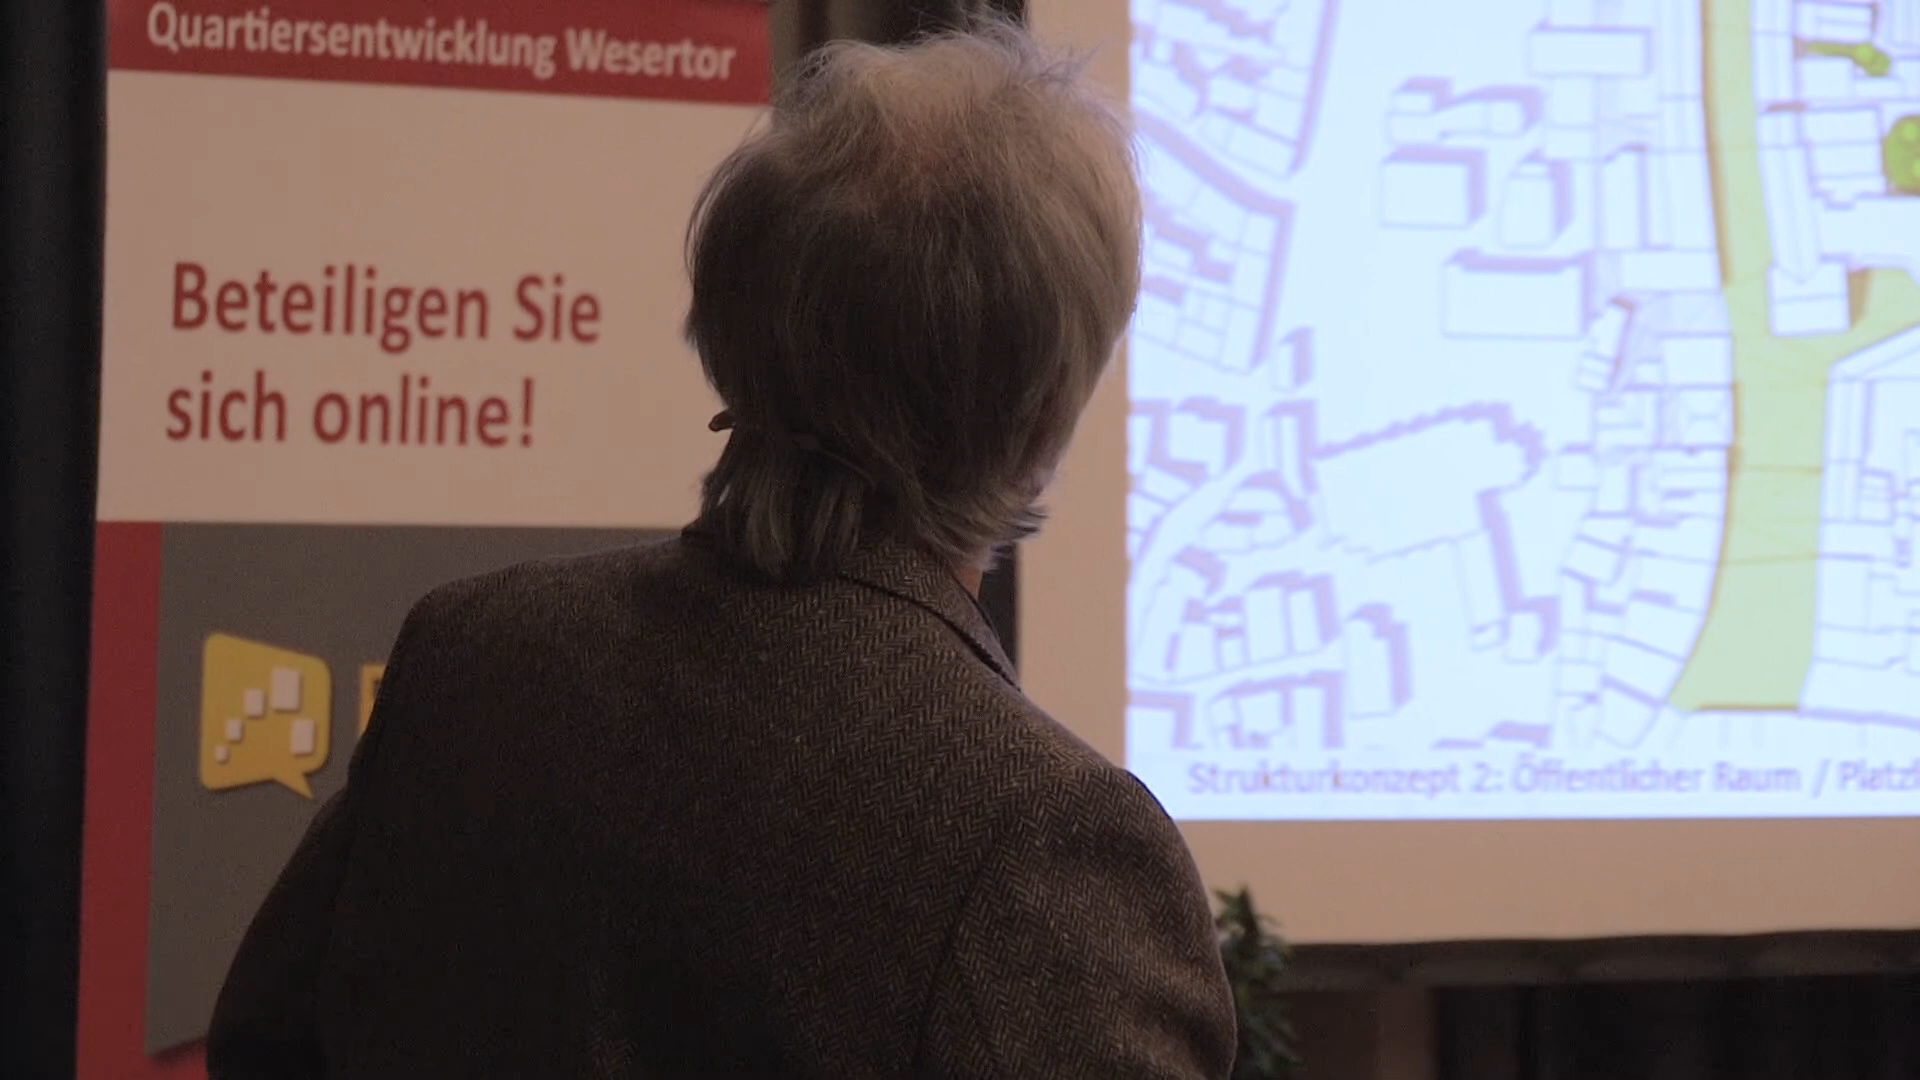 Quartiersentwicklung Wesertor
Beteiligen Sie
sich online!
Strukturkonzept 2: Öffentlicher Raum /